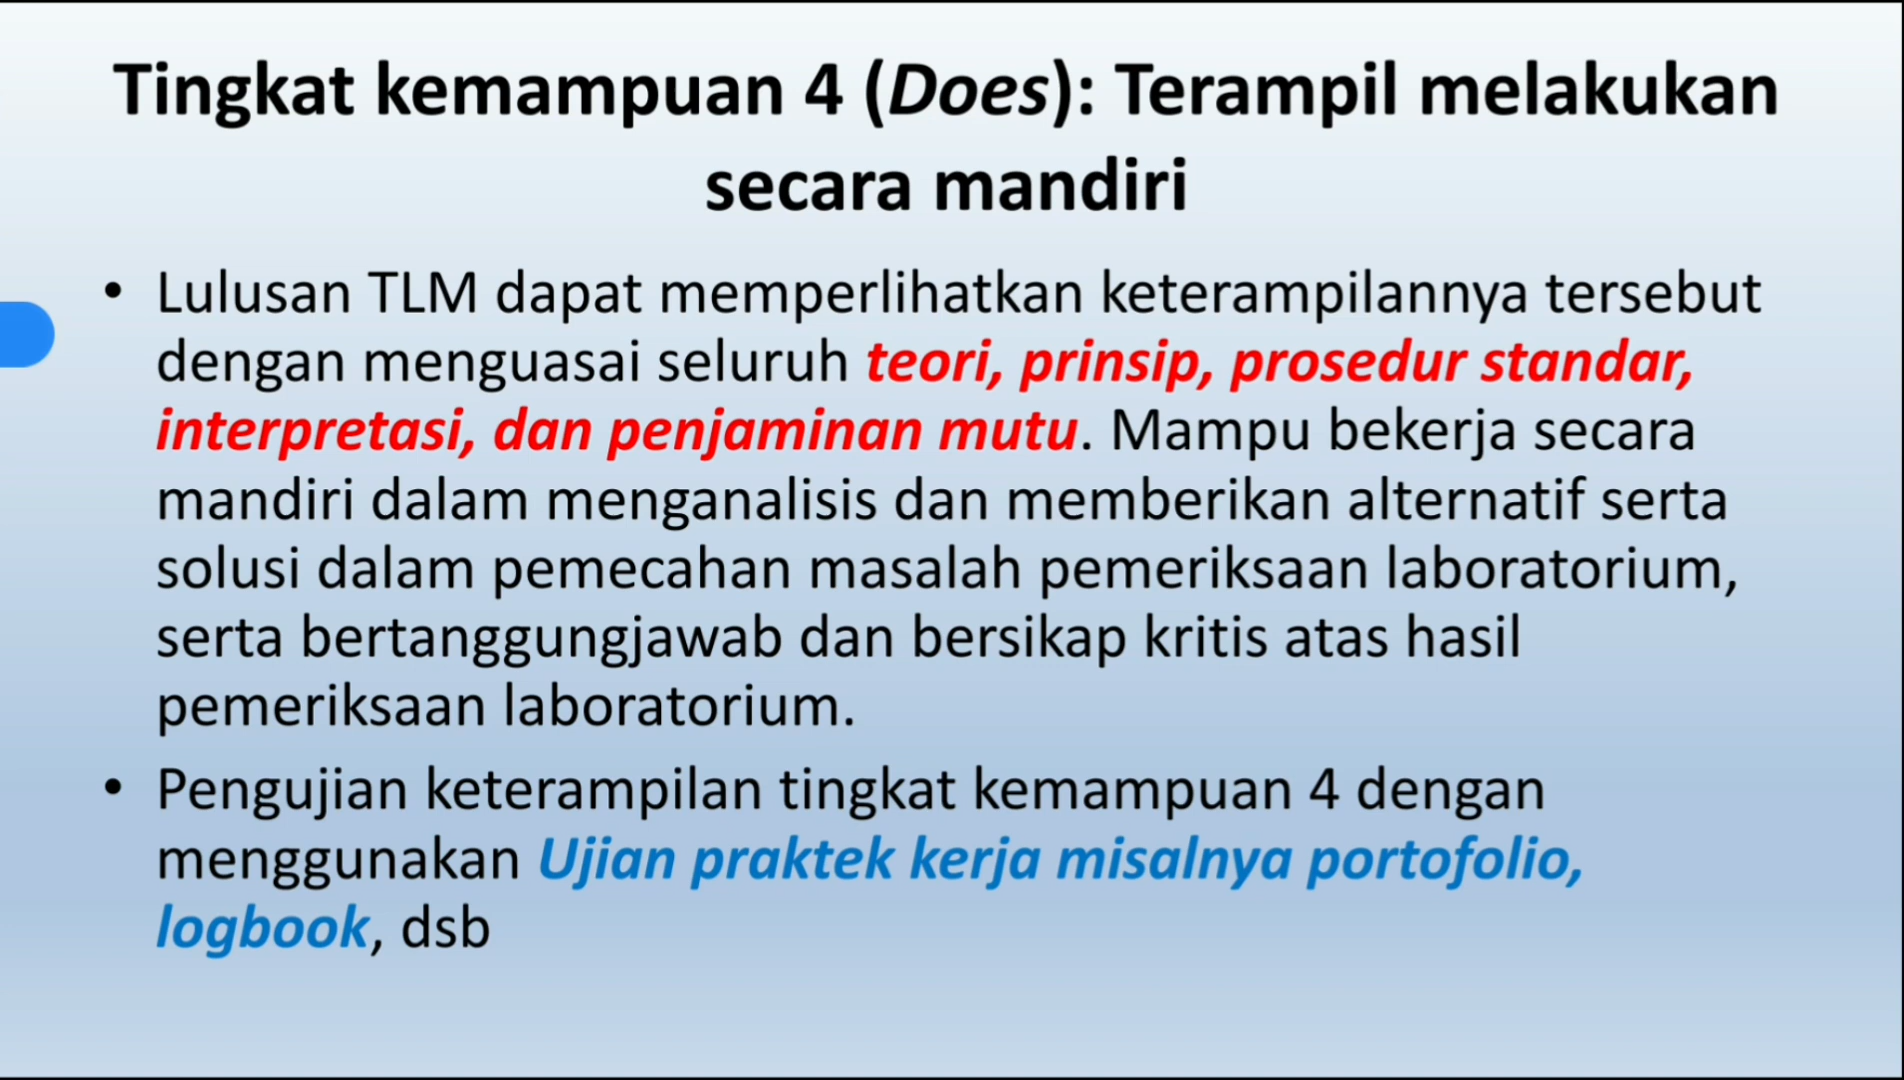 Tingkat kemampuan 4 (Does): Terampil melakukan
secara mandiri
• Lulusan TLM dapat memperlihatkan keterampilannya tersebut
dengan menguasai seluruh teori, prinsip, prosedur standar,
interpretasi, dan penjaminan mutu. Mampu bekerja secara
mandiri dalam menganalisis dan memberikan alternatif serta
solusi dalam pemecahan masalah pemeriksaan laboratorium,
serta bertanggungjawab dan bersikap kritis atas hasil
pemeriksaan laboratorium.
• Pengujian keterampilan tingkat kemampuan 4 dengan
menggunakan Ujian praktek kerja misalnya portofolio,
logbook, dsb